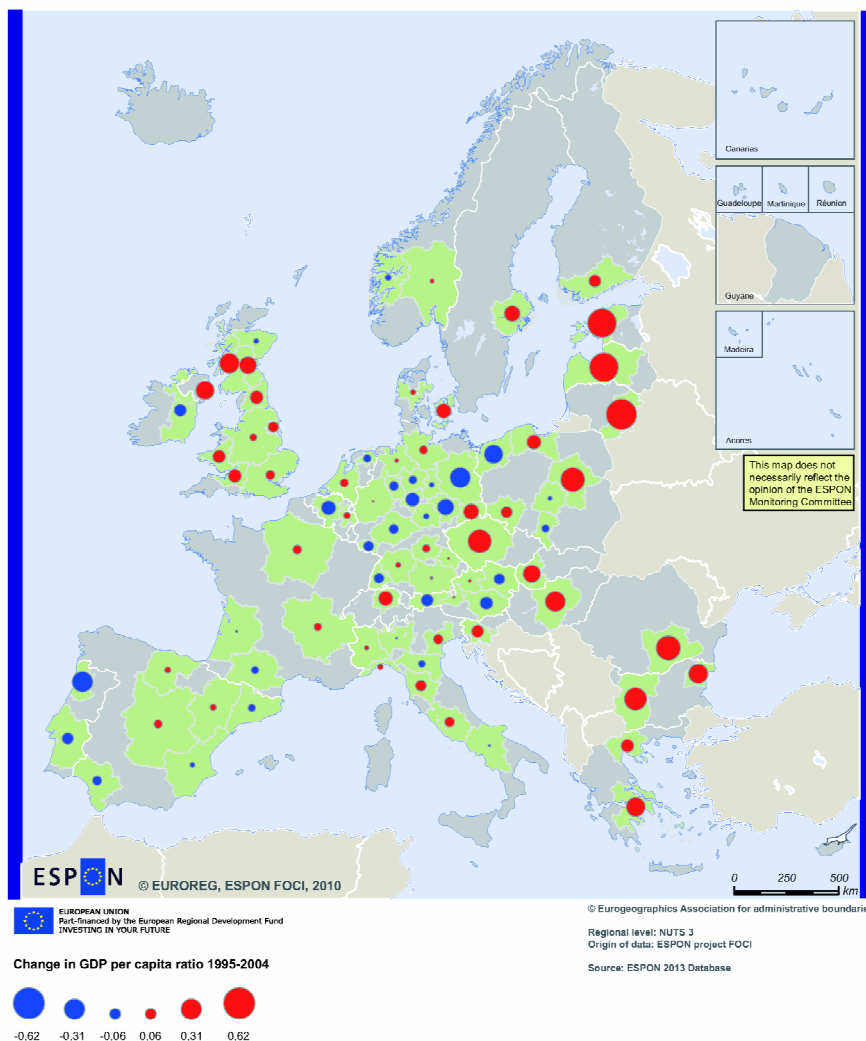 Canarias
Guadeloupe
Martinique
Réunion
Guyane
Madeira
Acores
This map does not
necessarily reflect the
opinion of the ESPON
Monitoring Committee
ESPON
© EUROREG, ESPON FOCI, 2010
0 250 500
km
EUROPEAN UNION
Part-financed by the European Regional Development Fund
INVESTING IN YOUR FUTURE
© Eurogeographics Association for administrative boundarie
Regional level: NUTS 3
Origin of data: ESPON project FOCI
Source: ESPON 2013 Database
Change in GDP per capita ratio 1995-2004
-0.62 -0.31 -0.06 0.06 0.31 0.62